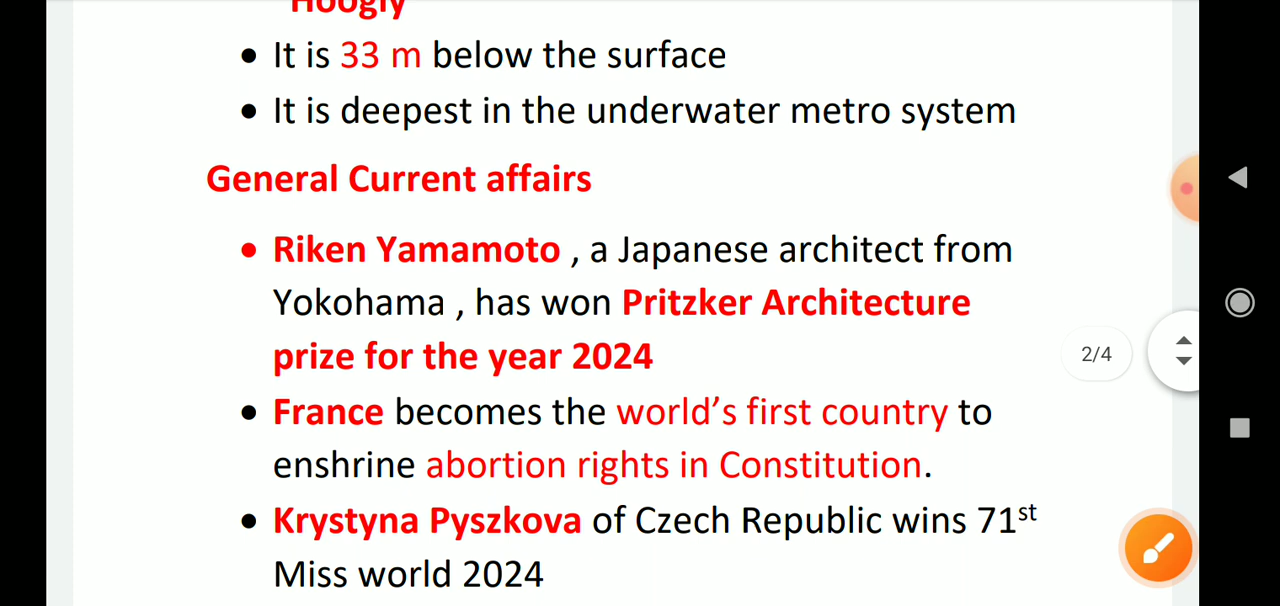 Hoogly
• It is 33 m below the surface
• It is deepest in the underwater metro system
General Current affairs
• Riken Yamamoto , a Japanese architect from
Yokohama , has won Pritzker Architecture
prize for the year 2024
2/4
• France becomes the world’s first country to
enshrine abortion rights in Constitution.
• Krystyna Pyszkova of Czech Republic wins 71st
Miss world 2024